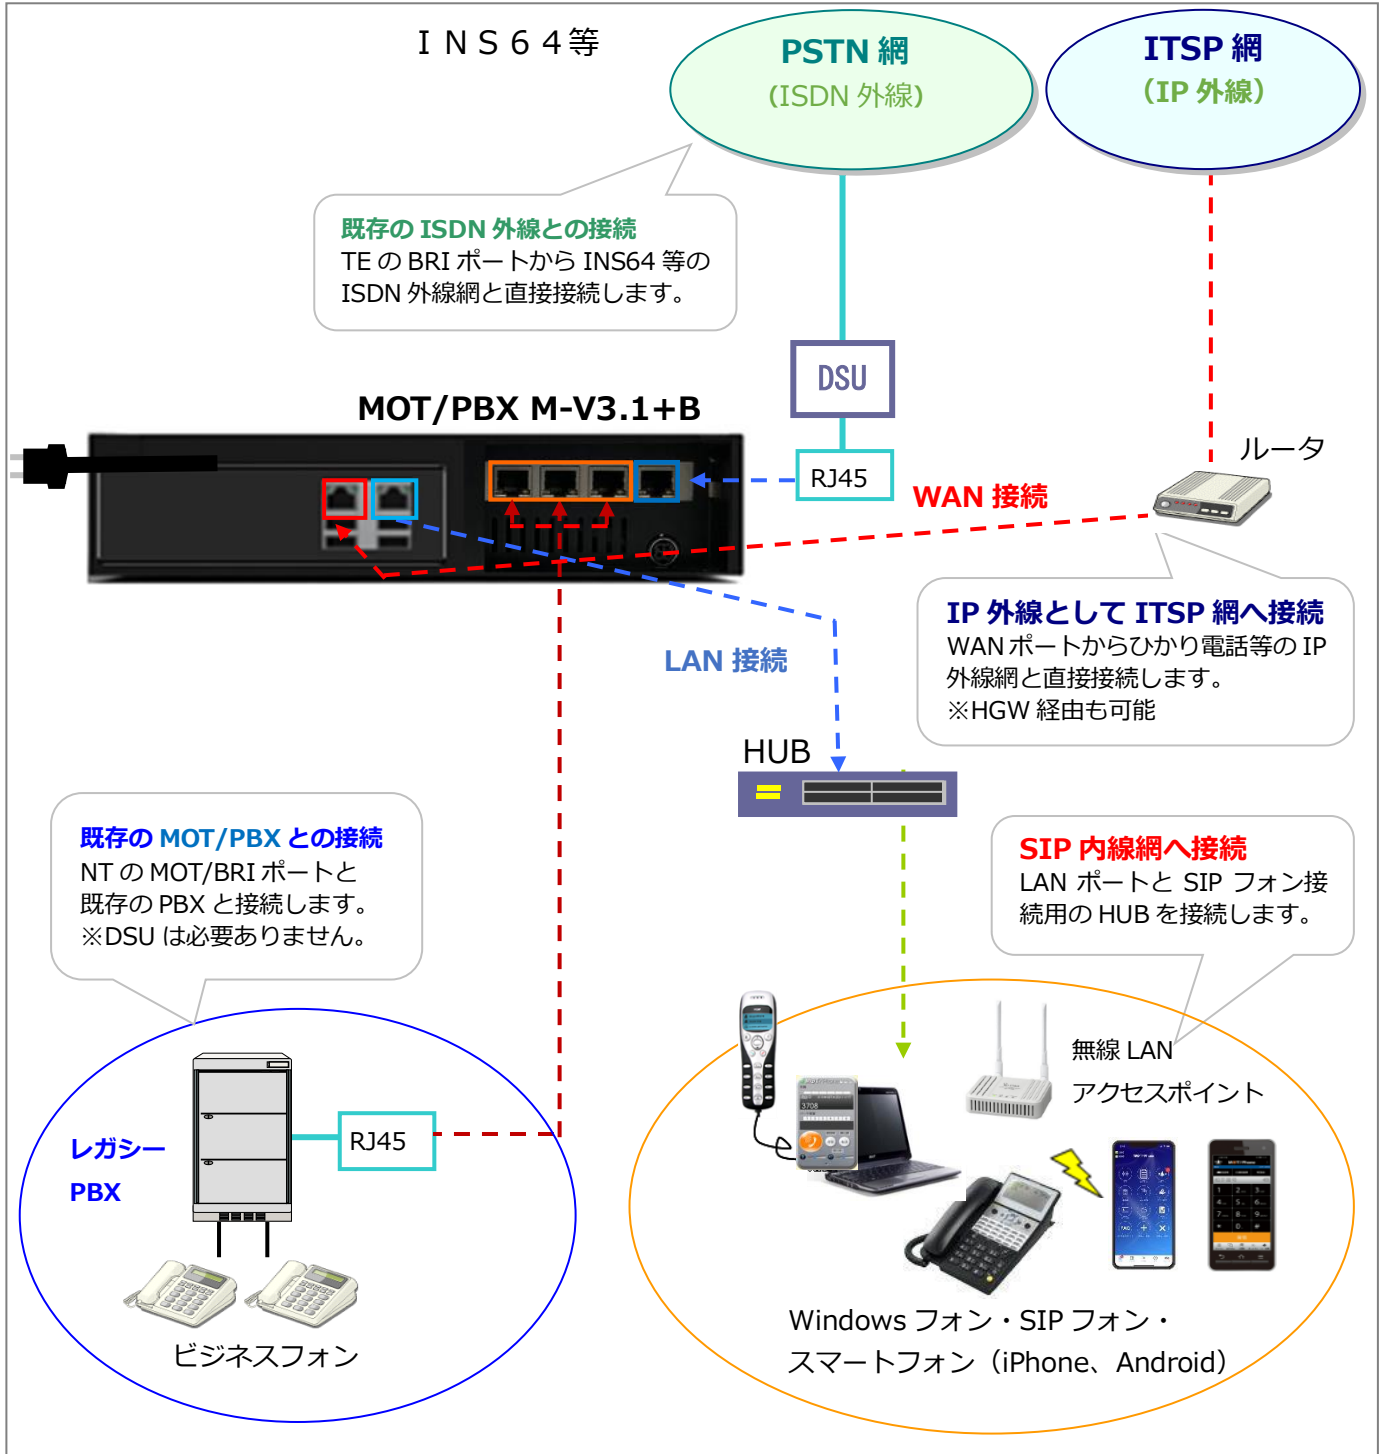 ＩＮＳ６４等
PSTN 網
(ISDN 外線)
ITSP 網
（IP 外線）
既存の ISDN 外線との接続
TE の BRI ポートから INS64 等の
ISDN 外線網と直接接続します。
DSU
MOT/PBX M-V3.1+B
RJ45
ルータ
WAN 接続
IP 外線として ITSP 網へ接続
WAN ポートからひかり電話等の IP
外線網と直接接続します。
※HGW 経由も可能
LAN 接続
HUB
既存の MOT/PBX との接続
NT の MOT/BRI ポートと
既存の PBX と接続します。
※DSU は必要ありません。
SIP 内線網へ接続
LAN ポートと SIP フォン接
続用の HUB を接続します。
無線 LAN
アクセスポイント
レガシー
PBX
RJ45
3708
ビジネスフォン
Windows フォン・SIP フォン・
スマートフォン（iPhone、Android）